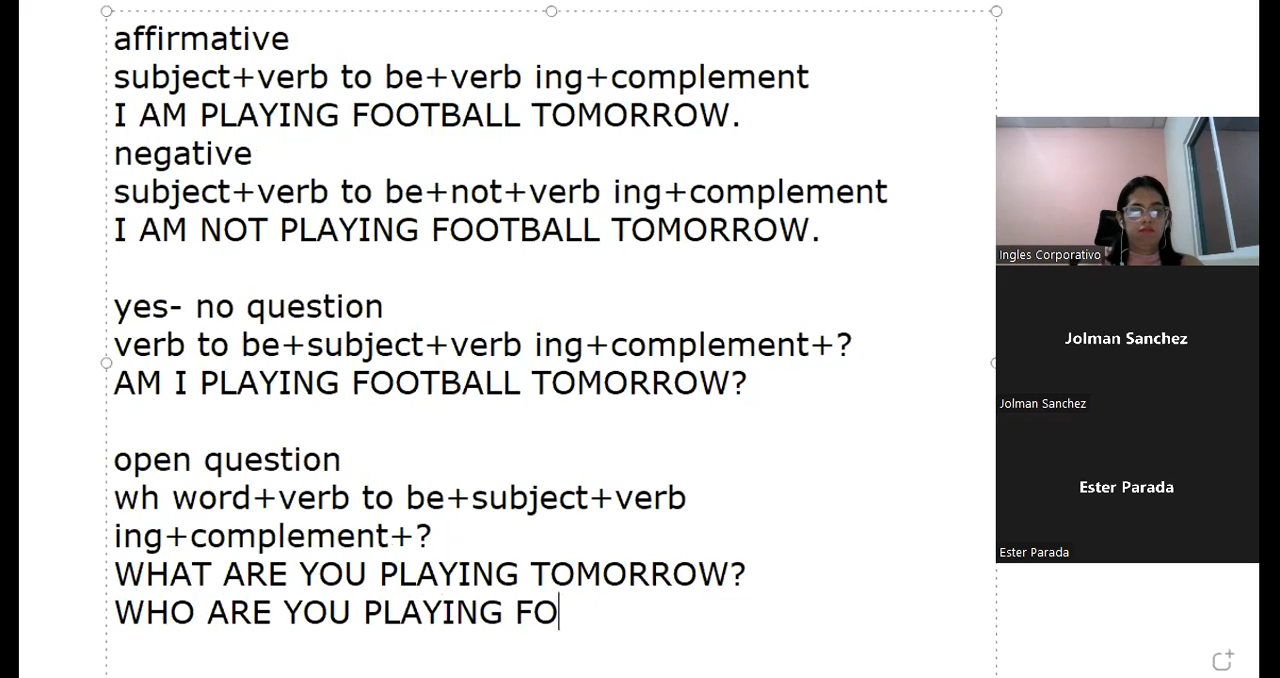 affirmative
subject+verb to be+verb ing+complement
I AM PLAYING FOOTBALL TOMORROW.
negative
subject+verb to be+not+verb ing+complement
I AM NOT PLAYING FOOTBALL TOMORROW.
yes- no question
verb to be+subject+verb ing+complement+?
AM I PLAYING FOOTBALL TOMORROW?
open question
wh word+verb to be+subject+verb
ing+complement+?
WHAT ARE YOU PLAYING TOMORROW?
WHO ARE YOU PLAYING FO
Ingles Corporativo
Jolman Sanchez
Jolman Sanchez
Ester Parada
Ester Parada